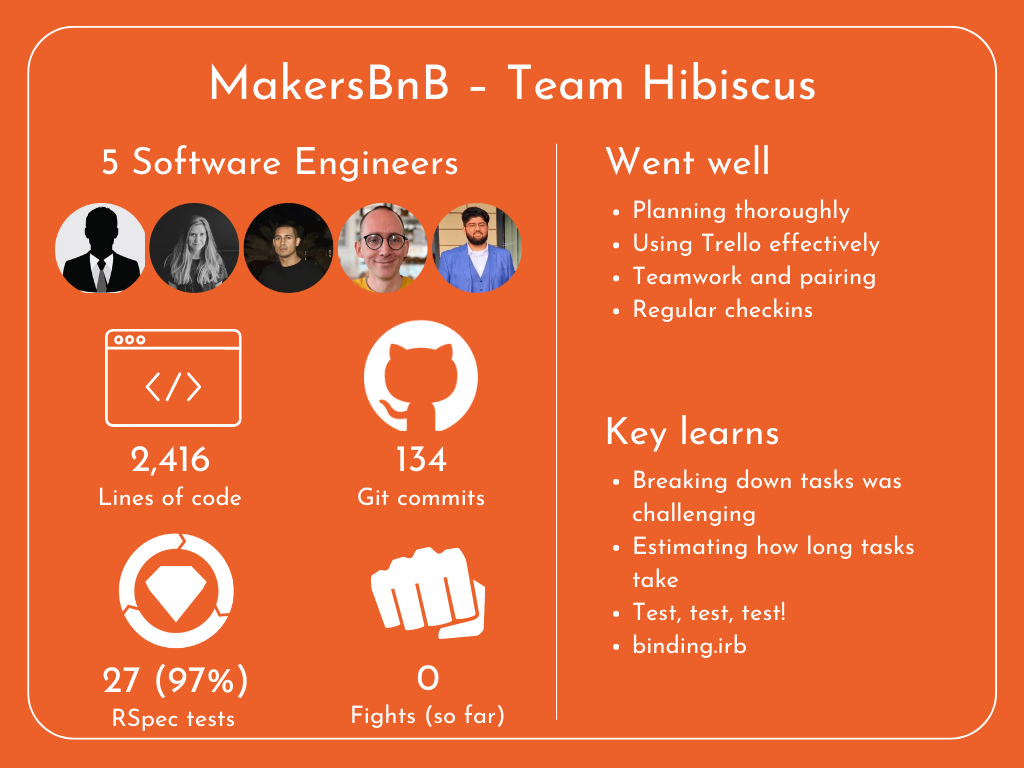 MakersBnB – Team Hibiscus
5 Software Engineers
</>
2,416
Lines of code
134
Git commits
27 (97%)
RSpec tests
0
Fights (so far)
Went well
• Planning thoroughly
• Using Trello effectively
• Teamwork and pairing
• Regular checkins
Key learns
• Breaking down tasks was
challenging
• Estimating how long tasks
take
• Test, test, test!
• binding.irb